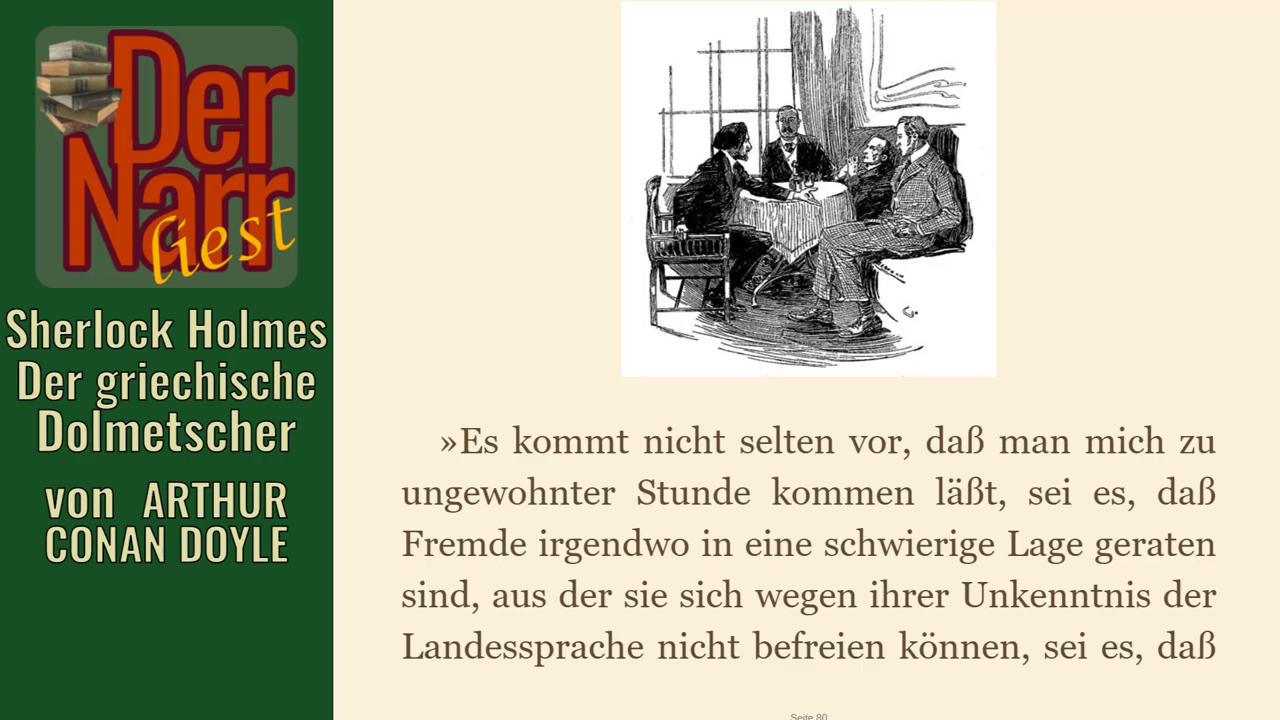 Der
Narr
liest
Sherlock Holmes
Der griechische
Dolmetscher
von ARTHUR
CONAN DOYLE
»Es kommt nicht selten vor, daß man mich zu
ungewohnter Stunde kommen läßt, sei es, daß
Fremde irgendwo in eine schwierige Lage geraten
sind, aus der sie sich wegen ihrer Unkenntnis der
Landessprache nicht befreien können, sei es, daß
Seite 80